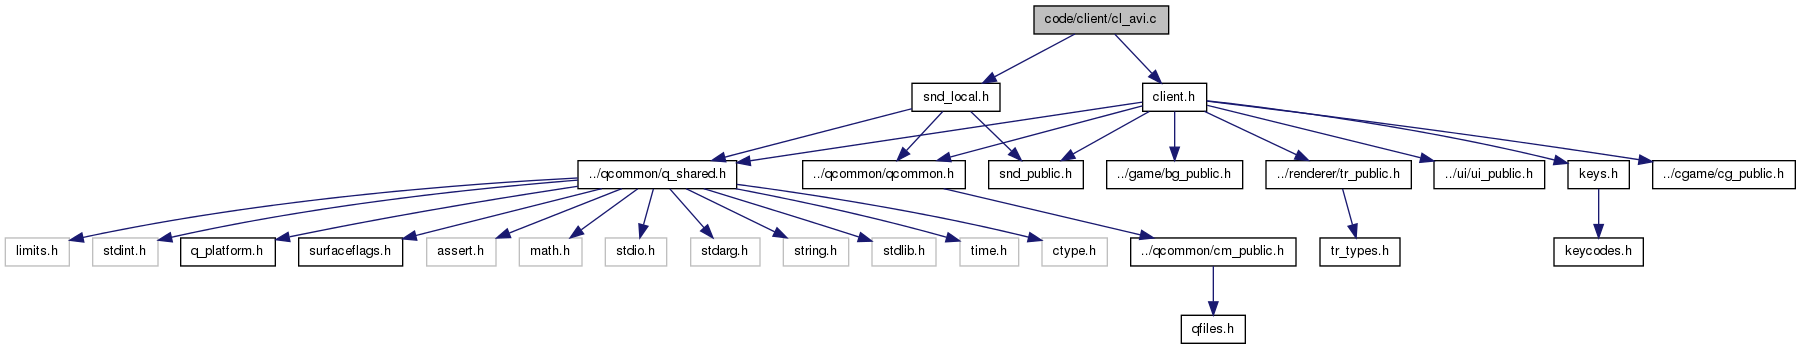 code/client/cl_avi.c
snd_local.h
client.h
../qcommon/q_shared.h
../qcommon/qcommon.h
snd_public.h
../game/bg_public.h
../renderer/tr_public.h
../ui/ui_public.h
keys.h
../cgame/cg_public.h
limits.h
stdint.h
q_platform.h
surfaceflags.h
assert.h
math.h
stdio.h
stdarg.h
string.h
stdlib.h
time.h
ctype.h
../qcommon/cm_public.h
tr_types.h
keycodes.h
qfiles.h